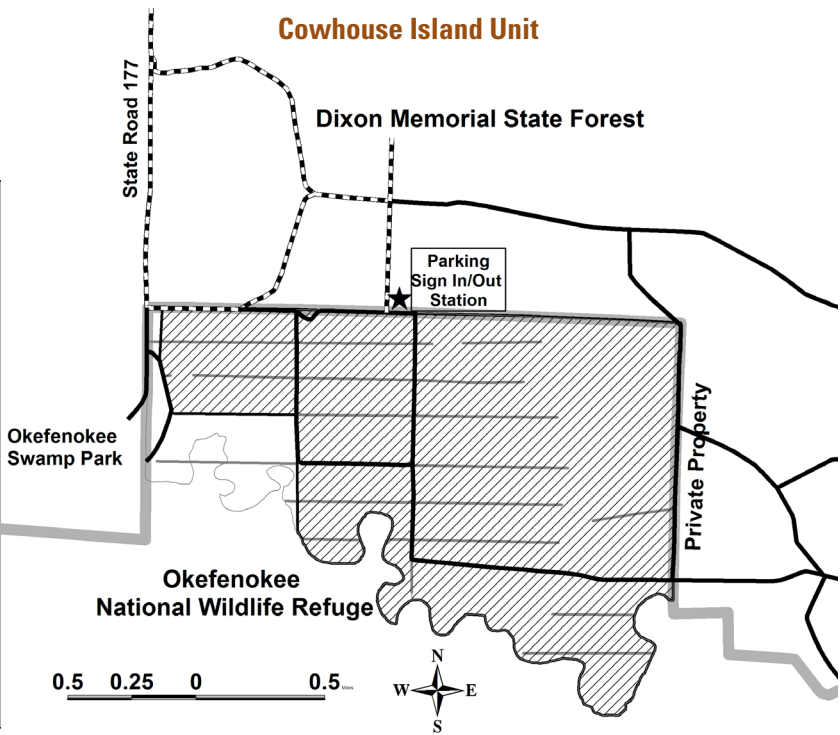 Cowhouse Island Unit
State Road 177
Dixon Memorial State Forest
Parking
Sign In/Out
Station
Okefenokee
Swamp Park
Private Property
Okefenokee
National Wildlife Refuge
0.5 0.25 0 0.5 Miles
N
W E
S